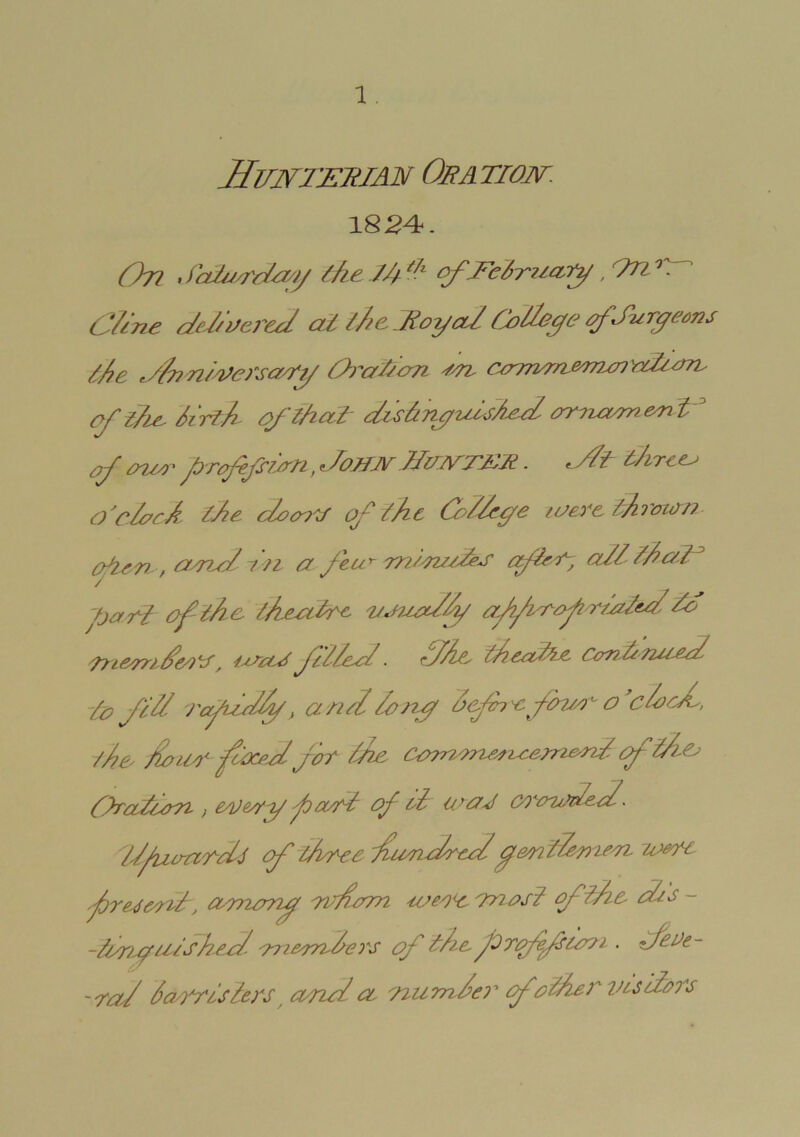 1.
HUNTERIAN ORATION.
1824.
On Saturday the 14th of February, Mr.
Cline delivered at the Royal College of Surgeons
the Anniversary Oration in commemoration
of the birth of that distinguished ornament
of our profeſsion, JOHN HUNTER. At three
o'clock the doors of the College were thrown
open, and in a few minutes after, all that
part of the theatre usually appropriated to
members, was filled. The theatre continued
to fill rapidly, and long before four o'clock,
the hour fixed for the commencement of the
Oration, every part of it was crowded.
Upwards of three hundred gentlemen were
present, among whom were most of the dis-
-tinguished members of the profeſsion. Seve-
-ral barristers, and a number of other visitors